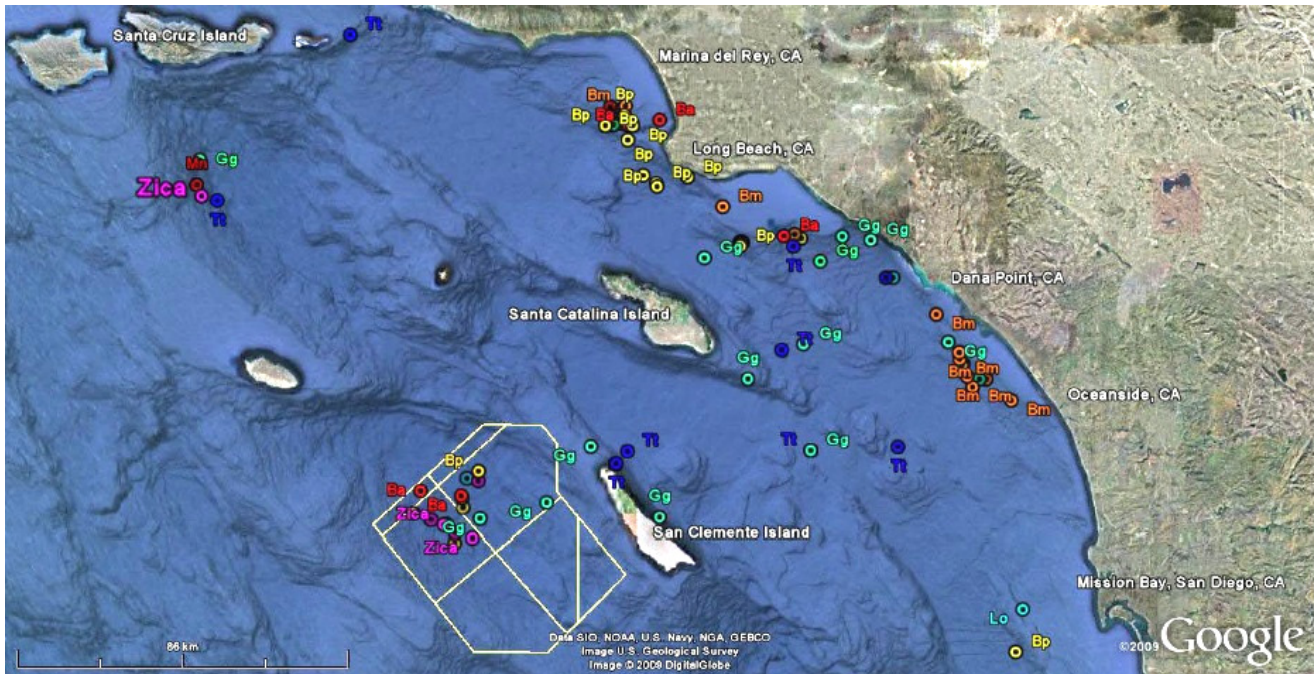 Santa Cruz Island
Tt
Marina del Rey, CA
Bm Bp
Ba
Bp Ba Bp
Bp
Long Beach, CA
Gg
Mn
Bp
Bp Bp
Zica
Bm
Tt
Ba
Gg Gg
Gg Bp
Gg
Tt
Dana Point, CA
Santa Catalina Island
Bm
Gg
Tt
Gg
Gg
Bm Bm
Oceanside, CA
Bm Bm
Bm
Tt Gg
Gg
Tt
Bp
Tt
Tt
Ba
Gg
Ba
Zica Gg
Gg
San Clemente Island
Zica
Mission Bay, San Diego, CA
Lo
Bp
86 km
Data SIO, NOAA, U.S. Navy, NGA, GEBCO
Image U.S. Geological Survey
Image © 2009 DigitalGlobe
©2009 Google